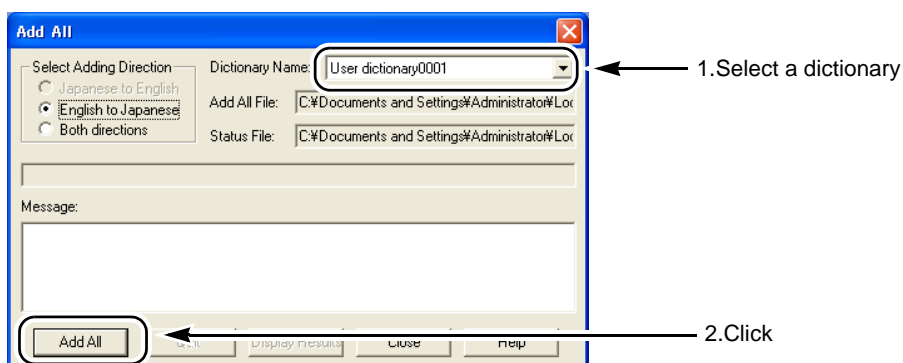 Add All
Select Adding Direction
Japanese to English
English to Japanese
Both directions
Dictionary Name:
User dictionary0001
Add All File:
C:¥Documents and Settings¥Administrator¥Loc
Status File:
C:¥Documents and Settings¥Administrator¥Loc
Message:
Add All
Display Results
Close
Help
1.Select a dictionary
2.Click